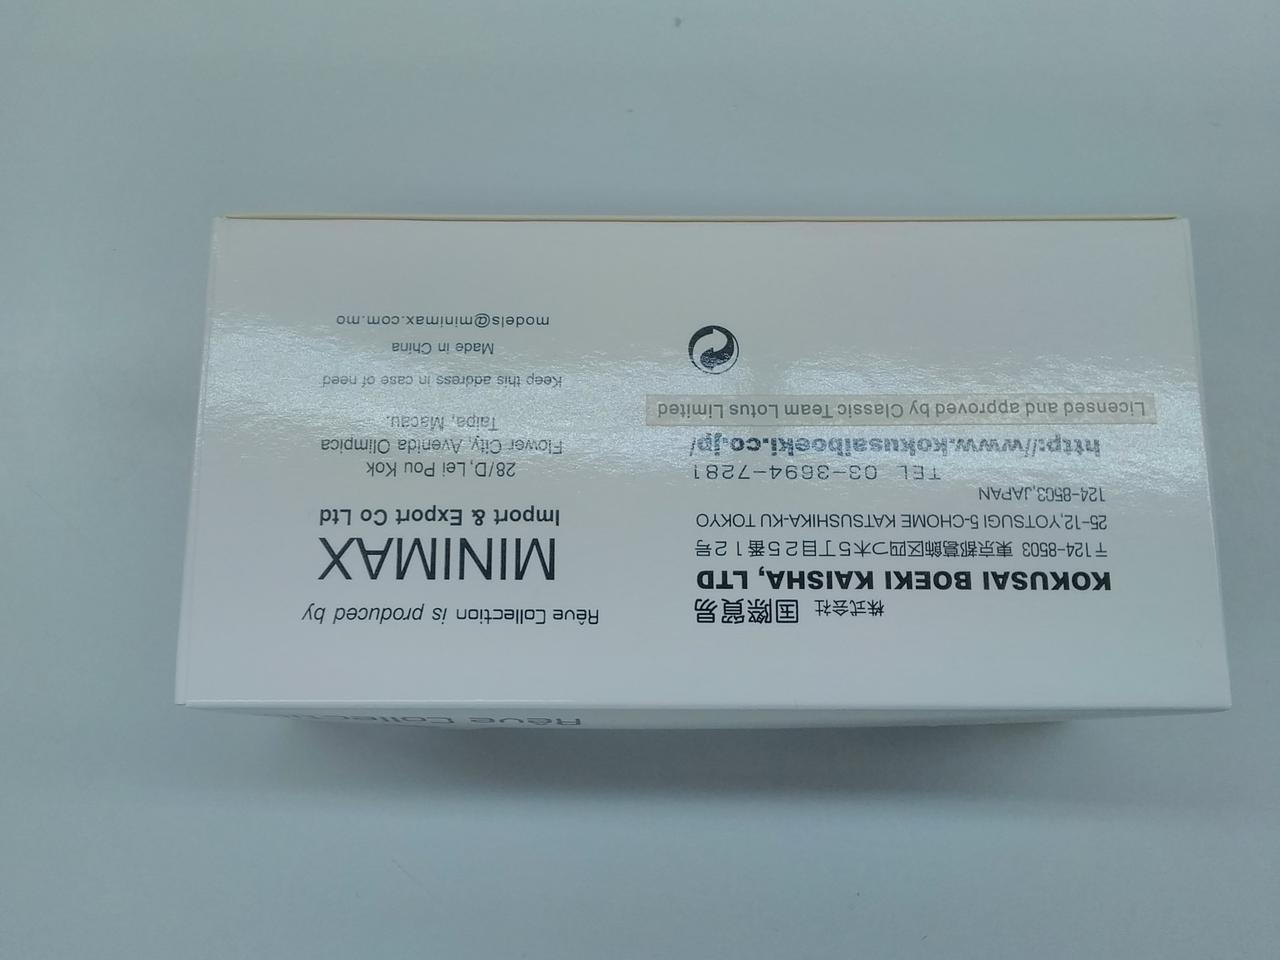 株式会社 国際貿易
KOKUSAI BOEKI KAISHA, LTD
〒124-8503 東京都葛飾区四つ木5丁目25番12号
25-12,YOTSUGI 5-CHOME KATSUSHIKA-KU TOKYO
124-8503,JAPAN
TEL 03-3694-7281
http://www.kokusaiboeki.co.jp/
Licensed and approved by Classic Team Lotus Limited
Rêve Collection is produced by
MINIMAX
Import & Export Co Ltd
28/D,Lei Pou Kok
Flower City, Avenida Olimpica
Taipa, Macau.
Keep this address in case of need
Made in China
models@minimax.com.mo
Rêve